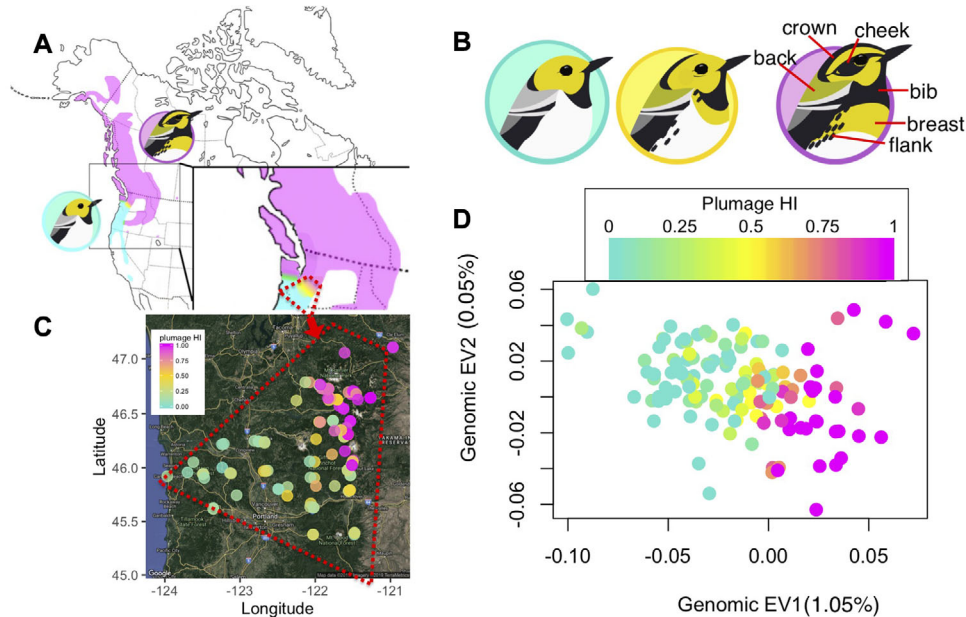 A
B
crown
cheek
back
bib
breast
flank
C
plumage HI
1.00
0.75
0.50
0.25
0.00
47.0
46.5
46.0
45.5
45.0
Latitude
Portland
Google
-124
-123
-122
-121
Longitude
D
Plumage HI
0
0.25
0.50
0.75
1
Genomic EV2 (0.05%)
0.06
0.02
-0.02
-0.06
-0.10
-0.05
0.00
0.05
Genomic EV1(1.05%)